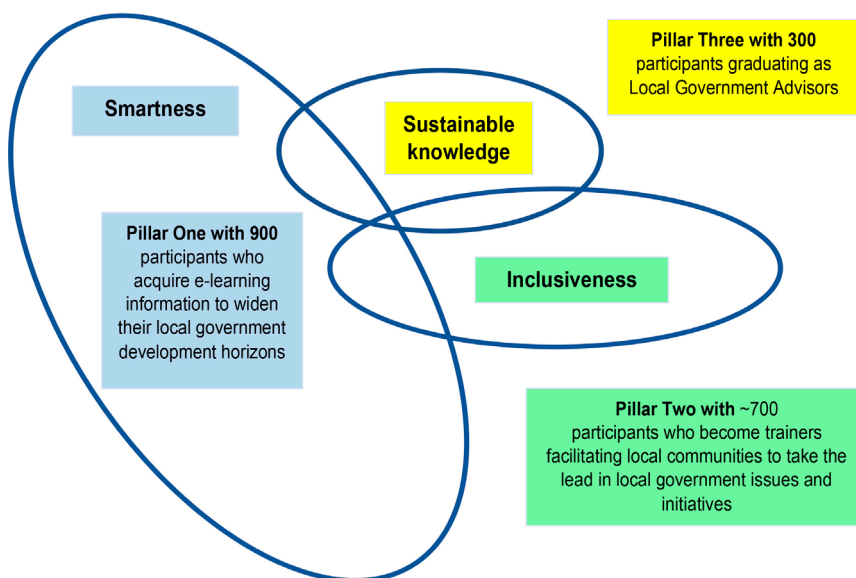 Smartness
Sustainable
knowledge
Pillar Three with 300
participants graduating as
Local Government Advisors
Pillar One with 900
participants who
acquire e-learning
information to widen
their local government
development horizons
Inclusiveness
Pillar Two with ~700
participants who become trainers
facilitating local communities to take the
lead in local government issues and
initiatives